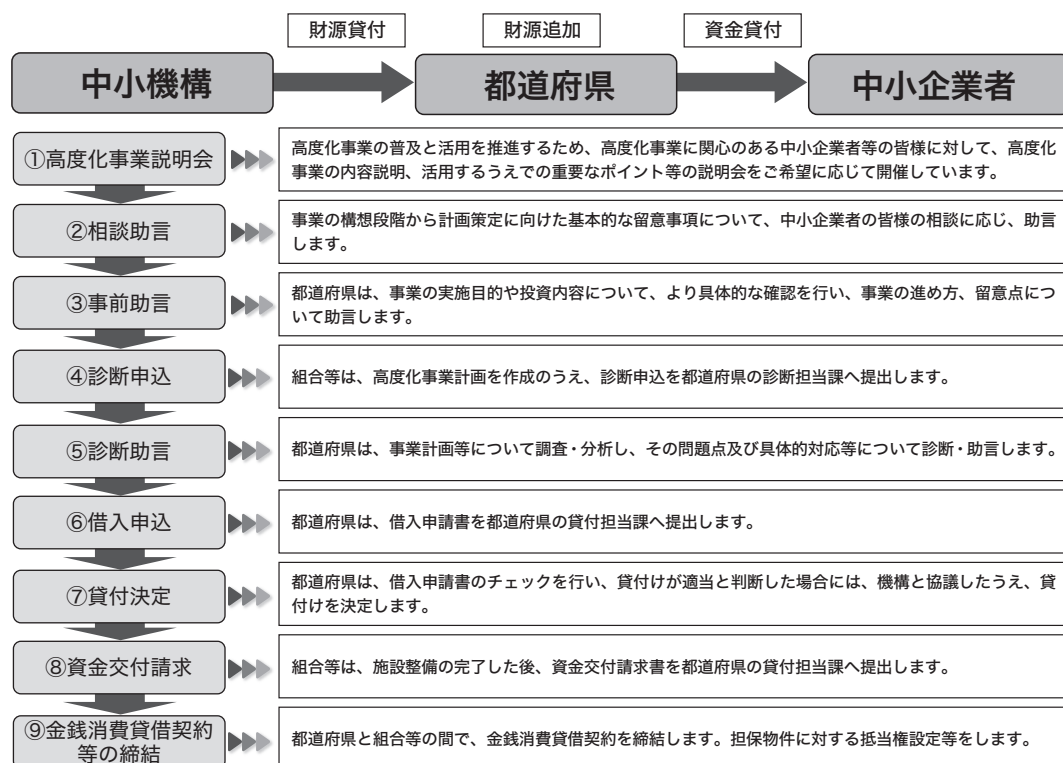 財源貸付
財源追加
資金貸付
中小機構
都道府県
中小企業者
①高度化事業説明会
高度化事業の普及と活用を推進するため、高度化事業に関心のある中小企業者等の皆様に対して、高度化
事業の内容説明、活用するうえでの重要なポイント等の説明会をご希望に応じて開催しています。
②相談助言
事業の構想段階から計画策定に向けた基本的な留意事項について、中小企業者の皆様の相談に応じ、助言
します。
③事前助言
都道府県は、事業の実施目的や投資内容について、より具体的な確認を行い、事業の進め方、留意点につ
いて助言します。
④診断申込
組合等は、高度化事業計画を作成のうえ、診断申込を都道府県の診断担当課へ提出します。
⑤診断助言
都道府県は、事業計画等について調査・分析し、その問題点及び具体的対応等について診断・助言します。
⑥借入申込
都道府県は、借入申請書を都道府県の貸付担当課へ提出します。
⑦貸付決定
都道府県は、借入申請書のチェックを行い、貸付けが適当と判断した場合には、機構と協議したうえ、貸
付けを決定します。
⑧資金交付請求
組合等は、施設整備の完了した後、資金交付請求書を都道府県の貸付担当課へ提出します。
⑨金銭消費貸借契約
等の締結
都道府県と組合等の間で、金銭消費貸借契約を締結します。担保物件に対する抵当権設定等をします。